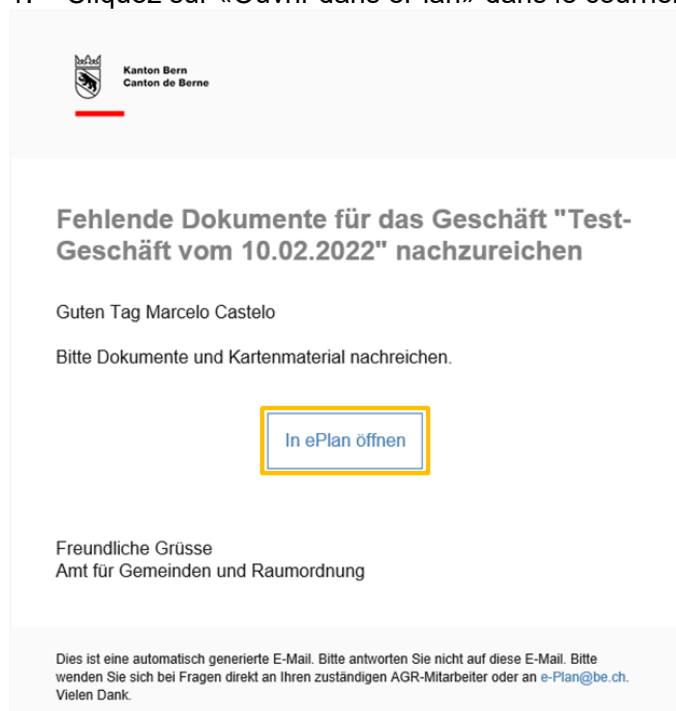 Kanton Bern
Canton de Berne
Fehlende Dokumente für das Geschäft "Test-
Geschäft vom 10.02.2022" nachzureichen
Guten Tag Marcelo Castelo
Bitte Dokumente und Kartenmaterial nachreichen.
In ePlan öffnen
Freundliche Grüsse
Amt für Gemeinden und Raumordnung
Dies ist eine automatisch generierte E-Mail. Bitte antworten Sie nicht auf diese E-Mail. Bitte
wenden Sie sich bei Fragen direkt an Ihren zuständigen AGR-Mitarbeiter oder an e-Plan@be.ch.
Vielen Dank.